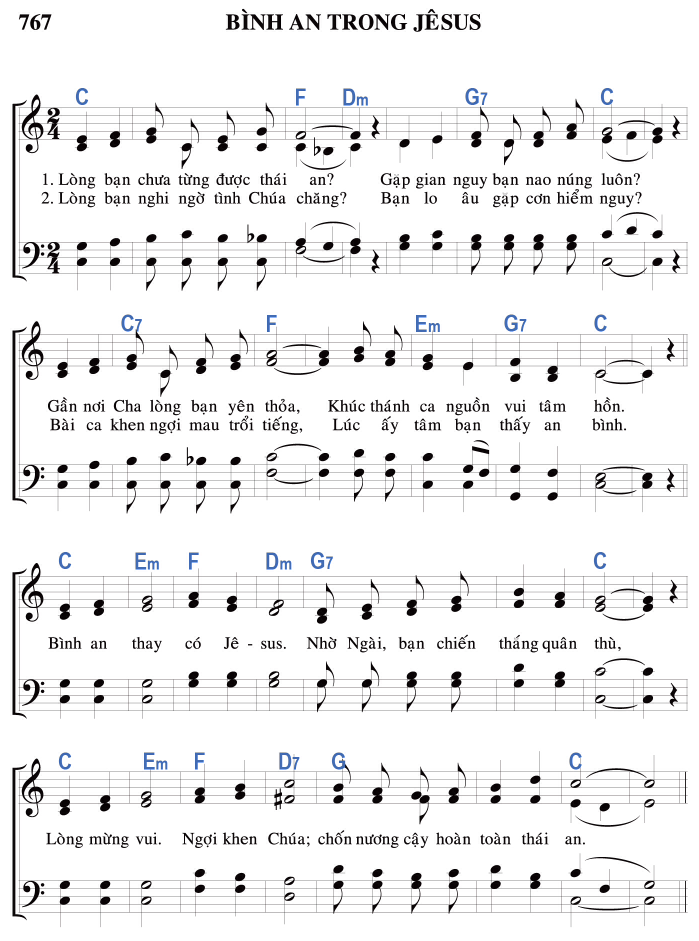 767 BÌNH AN TRONG JÊSUS
C F Dm G7 C
2 4
1. Lòng bạn chưa từng được thái an? Gặp gian nguy bạn nao núng luôn?
2. Lòng bạn nghi ngờ tình Chúa chăng? Bạn lo âu gặp cơn hiểm nguy?
2 4
C7 F Em G7 C
Gần nơi Cha lòng bạn yên thỏa, Khúc thánh ca nguồn vui tâm hồn.
Bài ca khen ngợi mau trổi tiếng, Lúc ấy tâm bạn thấy an bình.
C Em F Dm G7 C
Bình an thay có Jê - sus. Nhờ Ngài, bạn chiến tháng quân thù,
C Em F D7 G C
Lòng mừng vui. Ngợi khen Chúa; chốn nương cậy hoàn toàn thái an.